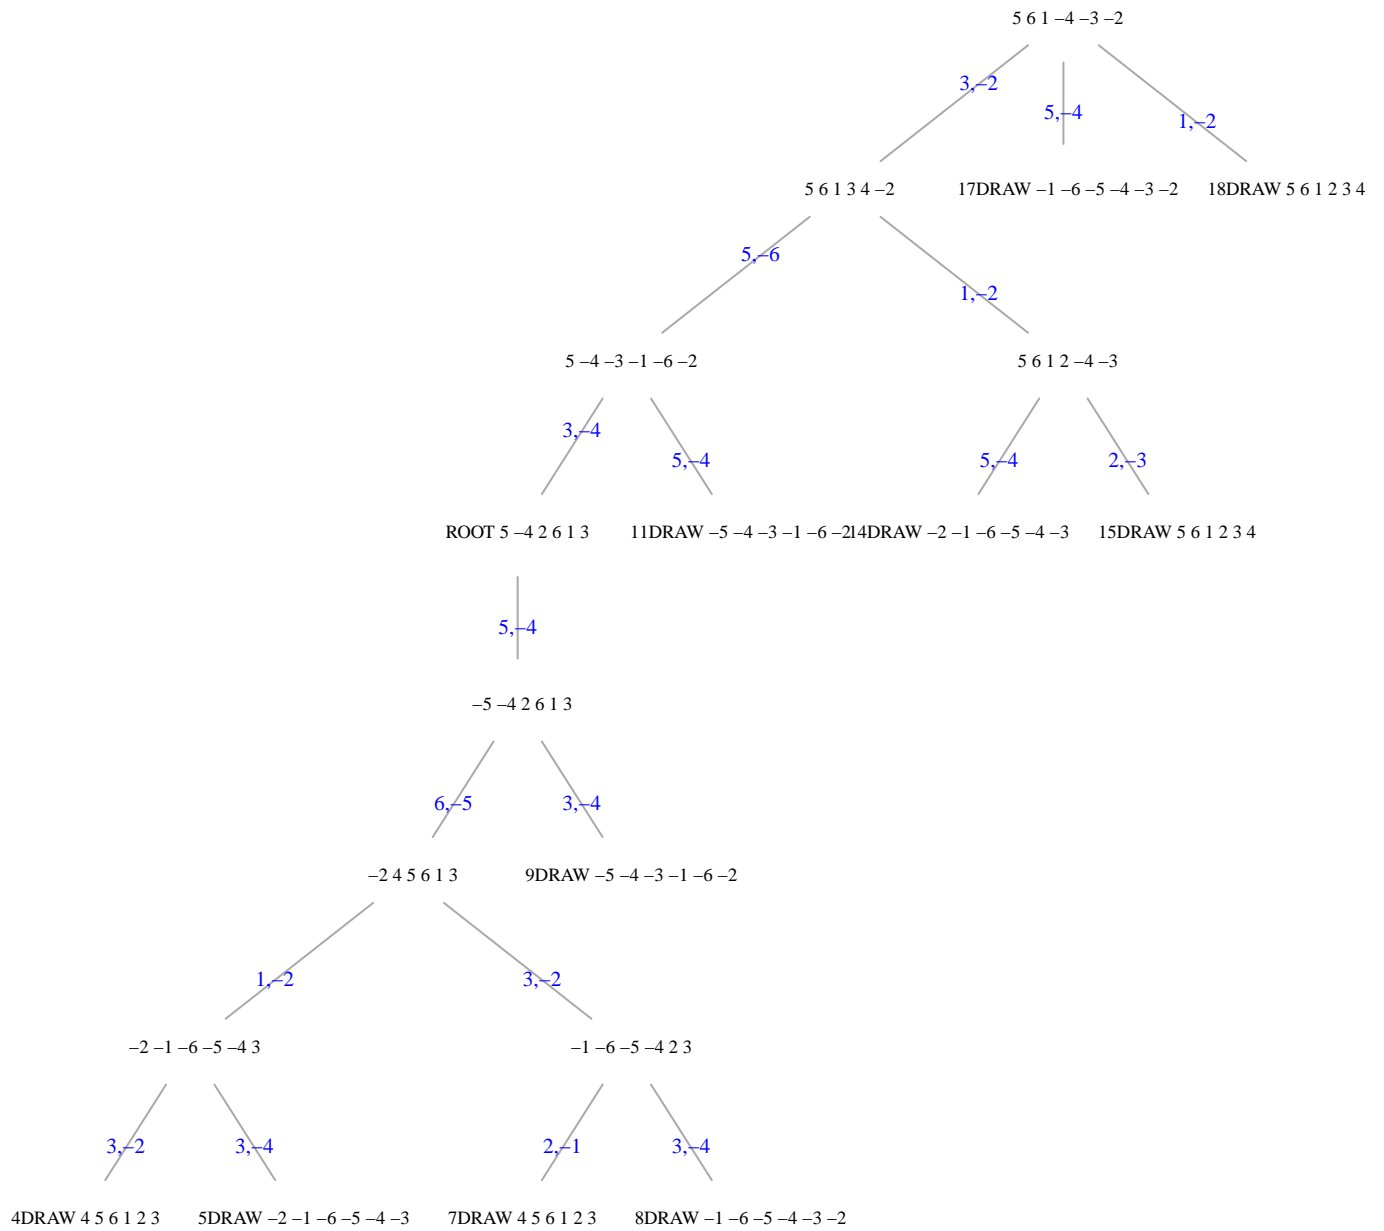 5 6 1 –4 –3 –2
3,–2
5,–4
1,–2
5 6 1 3 4 –2
17DRAW –1 –6 –5 –4 –3 –2
18DRAW 5 6 1 2 3 4
5,–6
1,–2
5 –4 –3 –1 –6 –2
5 6 1 2 –4 –3
3,–4
5,–4
5,–4
2,–3
ROOT 5 –4 2 6 1 3
11DRAW –5 –4 –3 –1 –6 –2
14DRAW –2 –1 –6 –5 –4 –3
15DRAW 5 6 1 2 3 4
5,–4
–5 –4 2 6 1 3
6,–5
3,–4
–2 4 5 6 1 3
9DRAW –5 –4 –3 –1 –6 –2
1,–2
3,–2
–2 –1 –6 –5 –4 3
–1 –6 –5 –4 2 3
3,–2
3,–4
2,–1
3,–4
4DRAW 4 5 6 1 2 3
5DRAW –2 –1 –6 –5 –4 –3
7DRAW 4 5 6 1 2 3
8DRAW –1 –6 –5 –4 –3 –2